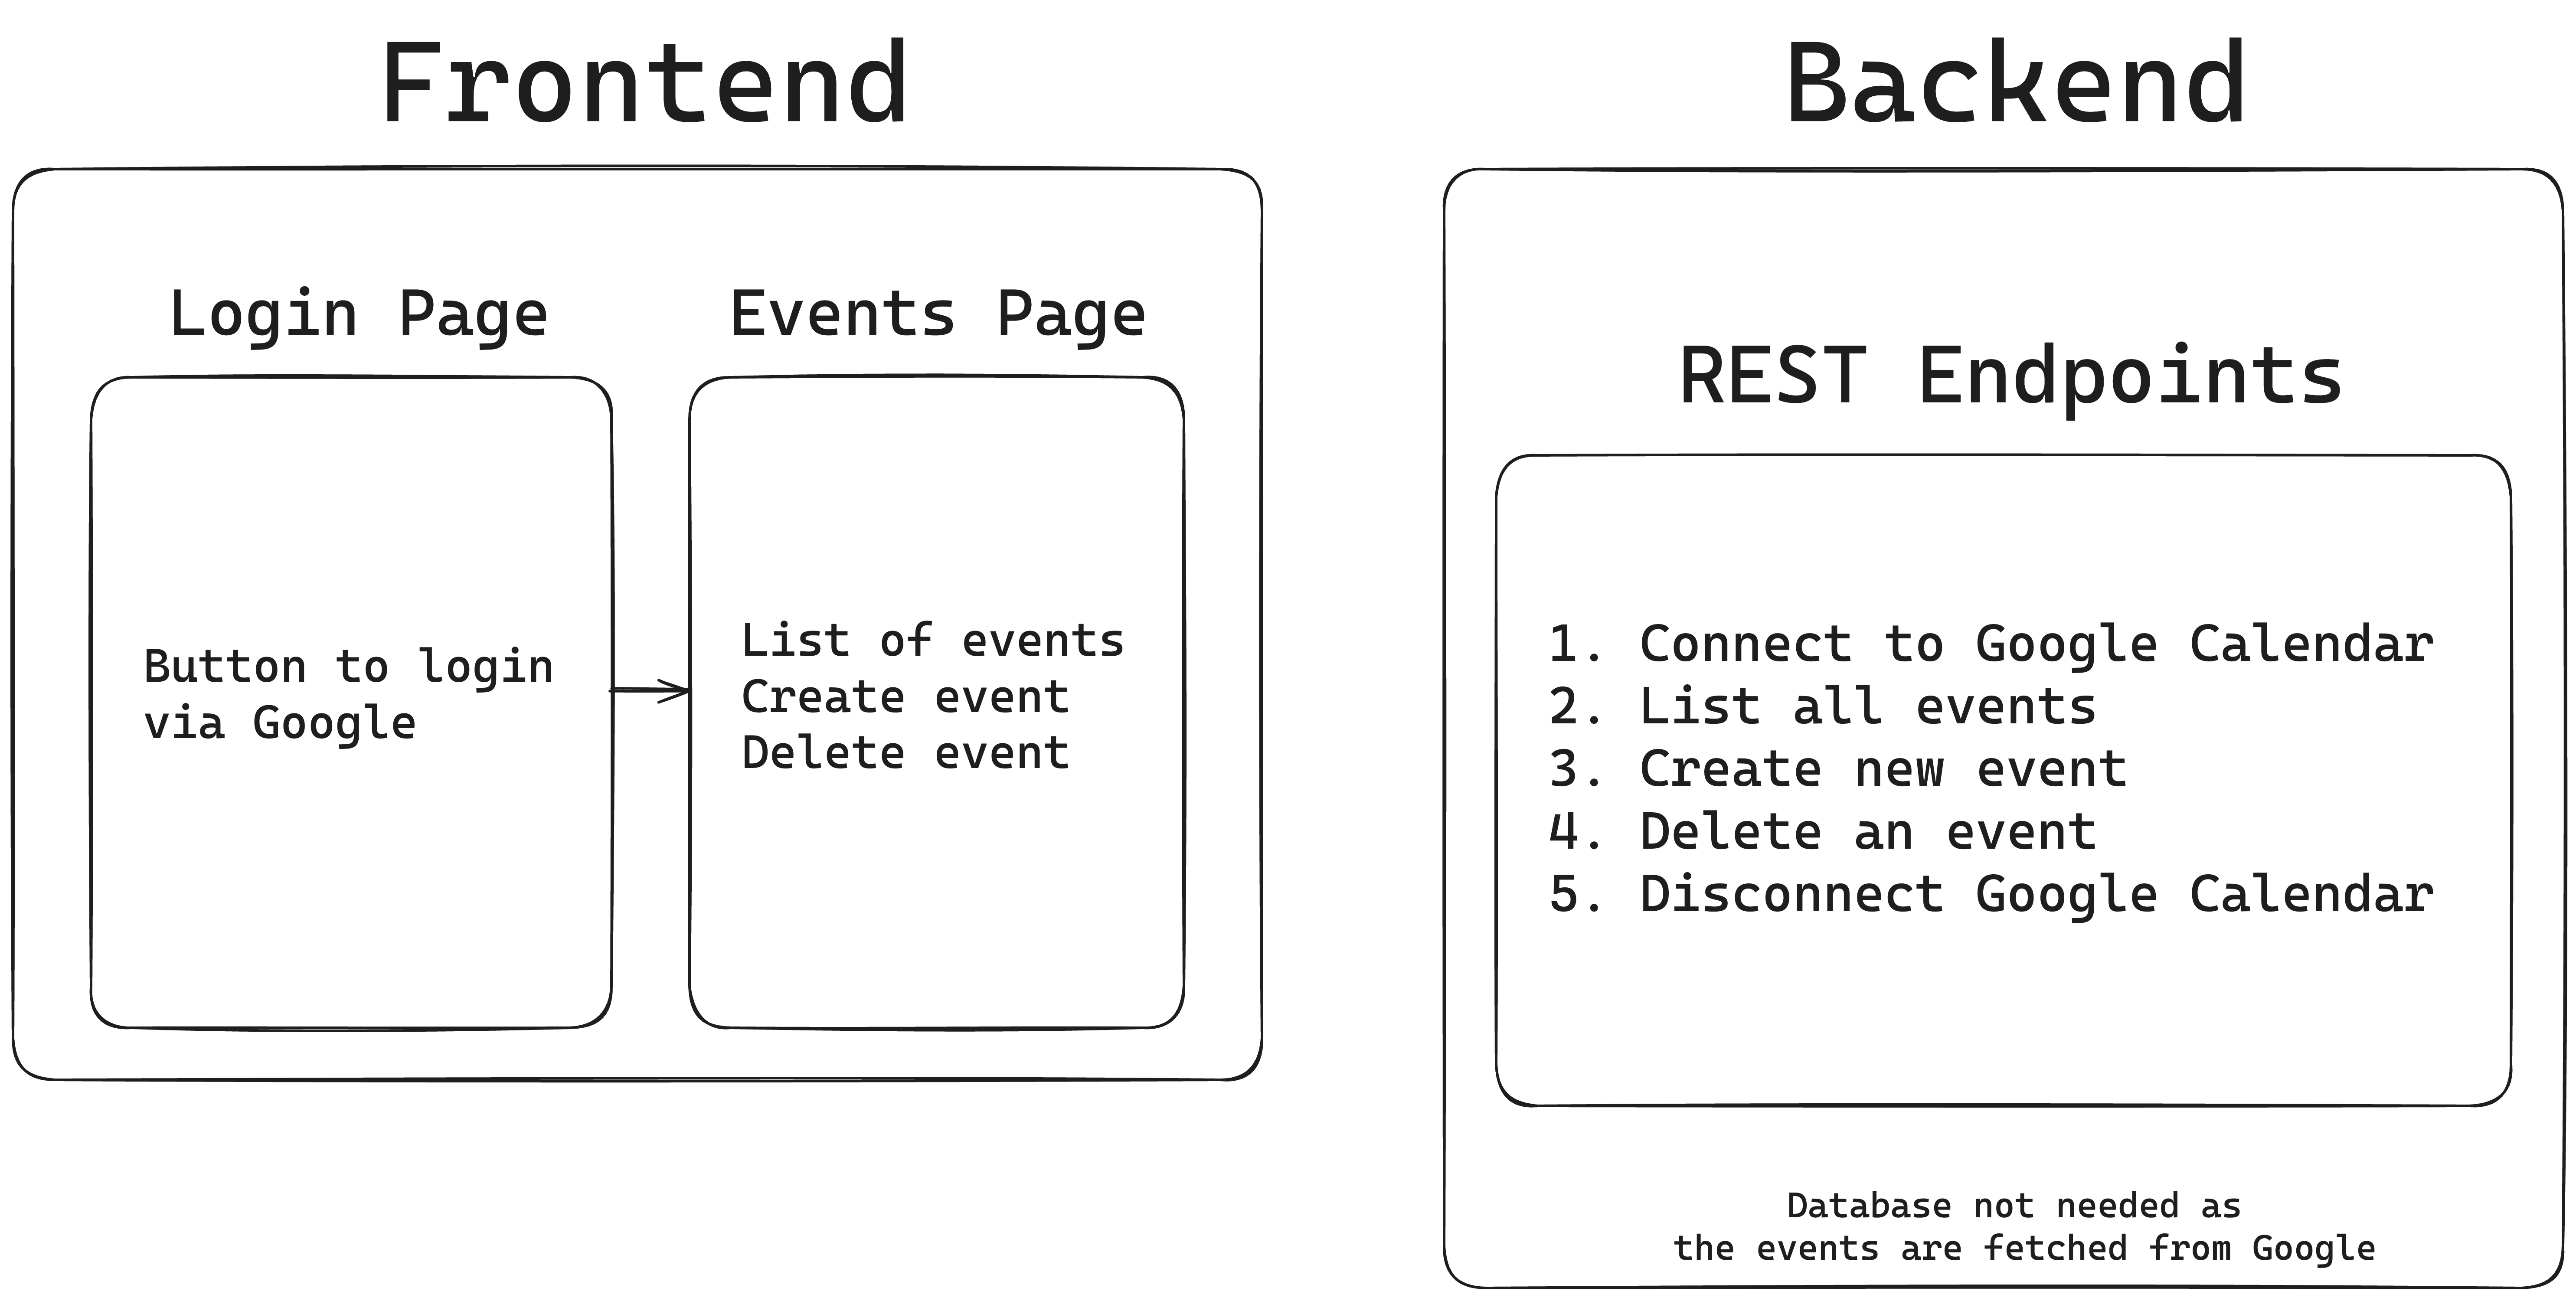 Frontend
Login Page
Button to login
via Google
Events Page
List of events
Create event
Delete event
Backend
REST Endpoints
1. Connect to Google Calendar
2. List all events
3. Create new event
4. Delete an event
5. Disconnect Google Calendar
Database not needed as
the events are fetched from Google